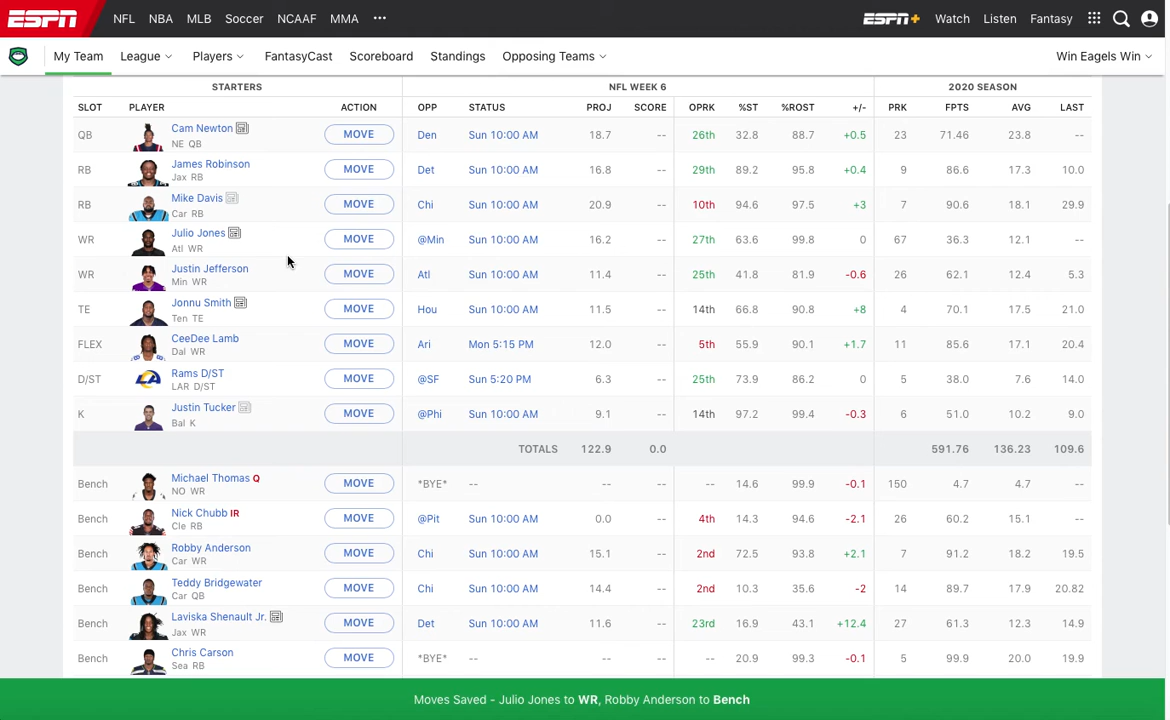 ESPN NFL NBA MLB Soccer NCAAF MMA ••• ESPN+ Watch Listen Fantasy
My Team League Players FantasyCast Scoreboard Standings Opposing Teams Win Eagels Win
STARTERS NFL WEEK 6 2020 SEASON
SLOT PLAYER ACTION OPP STATUS PROJ SCORE OPRK %ST %ROST +/- PRK FPTS AVG LAST
QB Cam Newton NE QB MOVE Den Sun 10:00 AM 18.7 -- 26th 32.8 88.7 +0.5 23 71.46 23.8 --
RB James Robinson Jax RB MOVE Det Sun 10:00 AM 16.8 -- 29th 89.2 95.8 +0.4 9 86.6 17.3 10.0
RB Mike Davis Car RB MOVE Chi Sun 10:00 AM 20.9 -- 10th 94.6 97.5 +3 7 90.6 18.1 29.9
WR Julio Jones Atl WR MOVE @Min Sun 10:00 AM 16.2 -- 27th 63.6 99.8 0 67 36.3 12.1 --
WR Justin Jefferson Min WR MOVE Atl Sun 10:00 AM 11.4 -- 25th 41.8 81.9 -0.6 26 62.1 12.4 5.3
TE Jonnu Smith Ten TE MOVE Hou Sun 10:00 AM 11.5 -- 14th 66.8 90.8 +8 4 70.1 17.5 21.0
FLEX CeeDee Lamb Dal WR MOVE Ari Mon 5:15 PM 12.0 -- 5th 55.9 90.1 +1.7 11 85.6 17.1 20.4
D/ST Rams D/ST LAR D/ST MOVE @SF Sun 5:20 PM 6.3 -- 25th 73.9 86.2 0 5 38.0 7.6 14.0
K Justin Tucker Bal K MOVE @Phi Sun 10:00 AM 9.1 -- 14th 97.2 99.4 -0.3 6 51.0 10.2 9.0
TOTALS 122.9 0.0 591.76 136.23 109.6
Bench Michael Thomas Q NO WR MOVE *BYE* -- -- -- -- 14.6 99.9 -0.1 150 4.7 4.7 --
Bench Nick Chubb IR Cle RB MOVE @Pit Sun 10:00 AM 0.0 -- 4th 14.3 94.6 -2.1 26 60.2 15.1 --
Bench Robby Anderson Car WR MOVE Chi Sun 10:00 AM 15.1 -- 2nd 72.5 93.8 +2.1 7 91.2 18.2 19.5
Bench Teddy Bridgewater Car QB MOVE Chi Sun 10:00 AM 14.4 -- 2nd 10.3 35.6 -2 14 89.7 17.9 20.82
Bench Laviska Shenault Jr. Jax WR MOVE Det Sun 10:00 AM 11.6 -- 23rd 16.9 43.1 +12.4 27 61.3 12.3 14.9
Bench Chris Carson Sea RB MOVE *BYE* -- -- -- -- 20.9 99.3 -0.1 5 99.9 20.0 19.9
Moves Saved - Julio Jones to WR, Robby Anderson to Bench